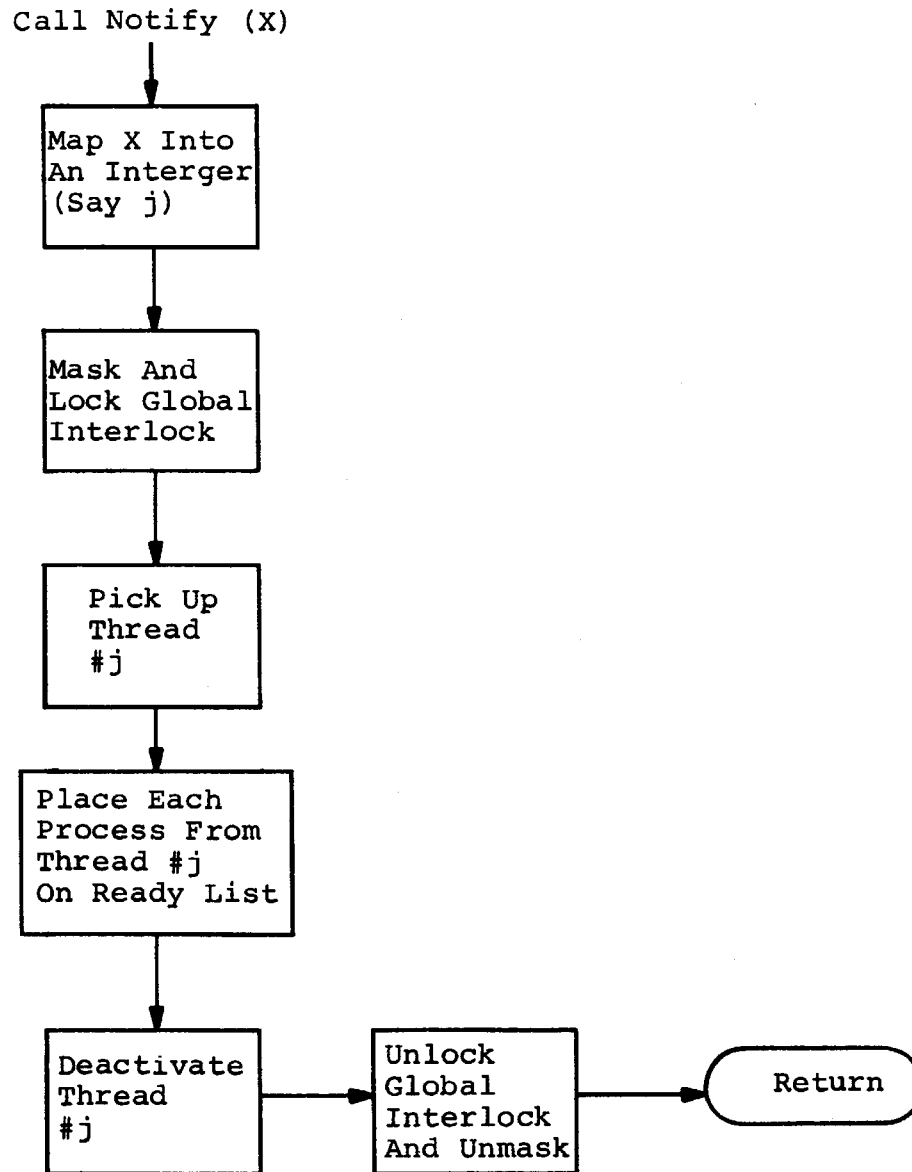 Call Notify (X)
Map X Into
An Interger
(Say j)
Mask And
Lock Global
Interlock
Pick Up
Thread
#j
Place Each
Process From
Thread #j
On Ready List
Deactivate
Thread
#j
Unlock
Global
Interlock
And Unmask
Return